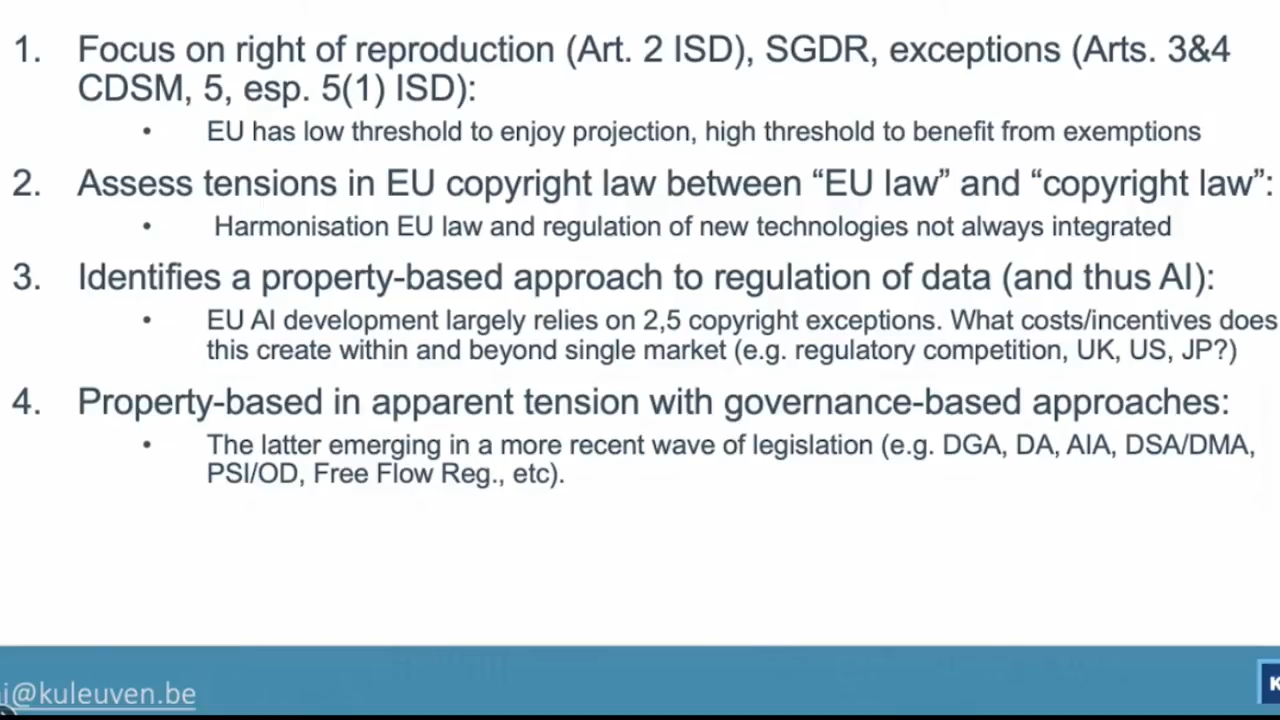 1. Focus on right of reproduction (Art. 2 ISD), SGDR, exceptions (Arts. 3&4
CDSM, 5, esp. 5(1) ISD):
• EU has low threshold to enjoy projection, high threshold to benefit from exemptions
2. Assess tensions in EU copyright law between “EU law” and “copyright law”:
• Harmonisation EU law and regulation of new technologies not always integrated
3. Identifies a property-based approach to regulation of data (and thus AI):
• EU AI development largely relies on 2,5 copyright exceptions. What costs/incentives does
this create within and beyond single market (e.g. regulatory competition, UK, US, JP?)
4. Property-based in apparent tension with governance-based approaches:
• The latter emerging in a more recent wave of legislation (e.g. DGA, DA, AIA, DSA/DMA,
PSI/OD, Free Flow Reg., etc).
@kuleuven.be
K